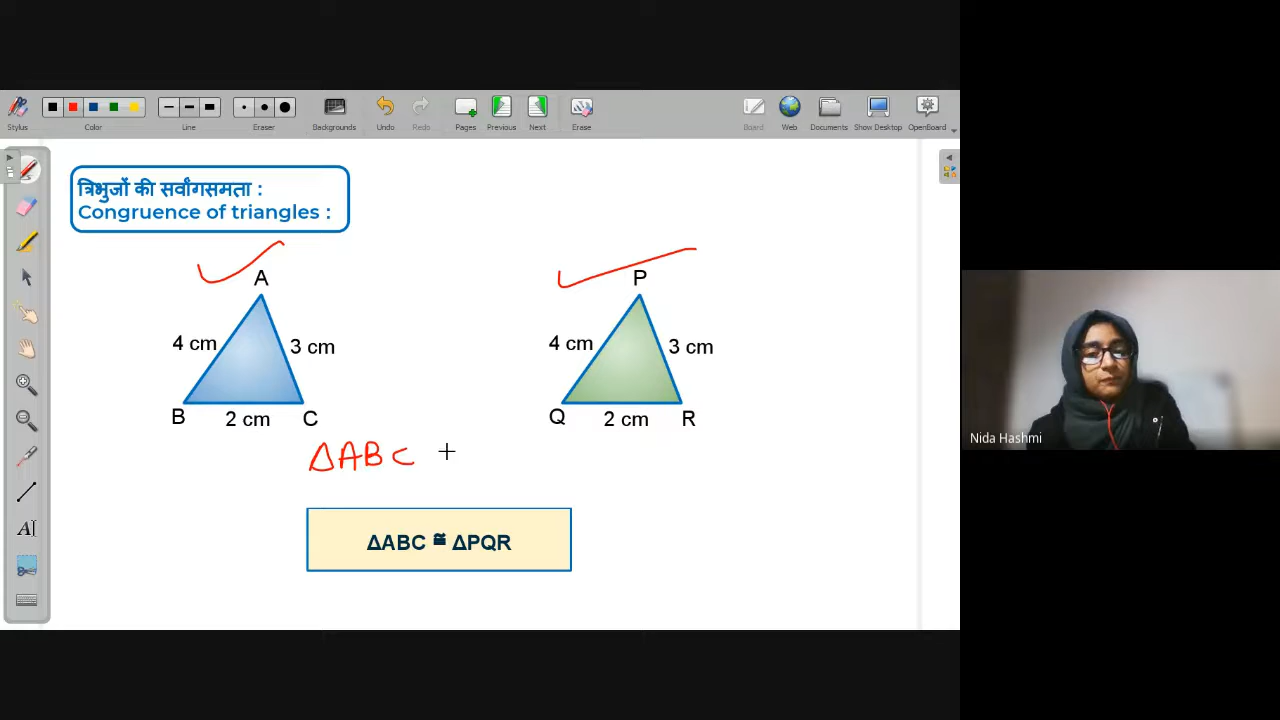 Stylus
Color
Line
Eraser
Backgrounds
Undo
Redo
Pages
Previous
Next
Erase
Board
Web
Documents
Show Desktop
OpenBoard
त्रिभुजों की सर्वांगसमता :
Congruence of triangles :
A
P
4 cm
3 cm
4 cm
3 cm
B
2 cm
C
Q
2 cm
R
ΔABC
ΔABC ≅ ΔPQR
Nida Hashmi